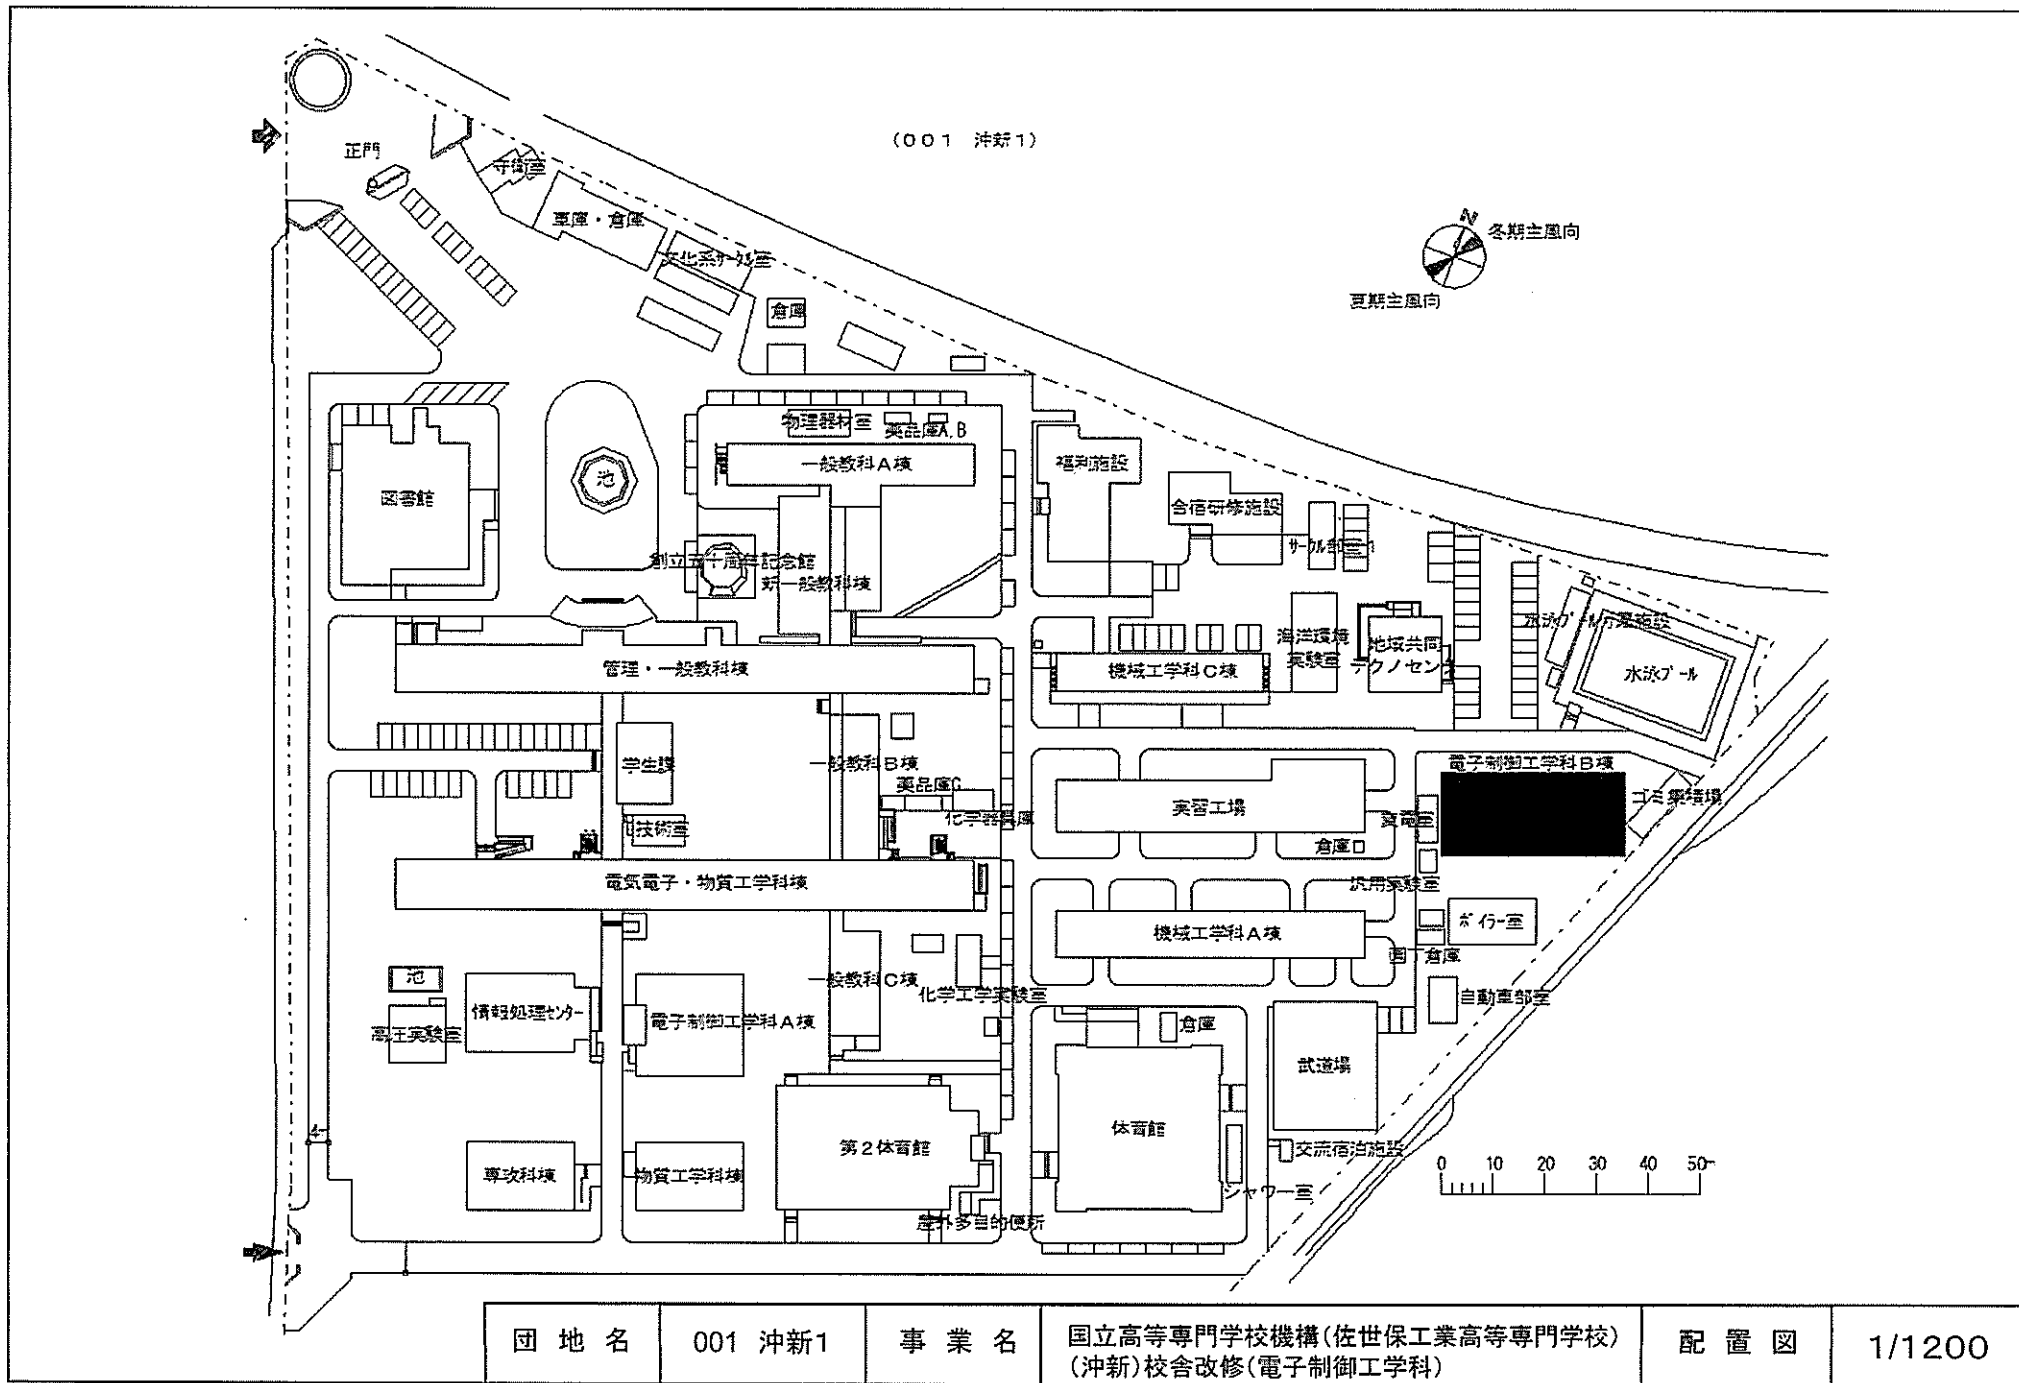 (001 沖新1)
正門
守衛室
車庫・倉庫
文化系サークル室
倉庫
N
冬期主風向
夏期主風向
物理器材室
薬品庫A,B
一般教科A棟
福利施設
池
図書館
合宿研修施設
サークル部室
創立五十周年記念館
新一般教科棟
水泳プール付属施設
海洋環境
実験室
地域共同
テクノセンタ
管理・一般教科棟
機械工学科C棟
水泳プール
学生課
一般教科B棟
電子制御工学科B棟
薬品庫C
実習工場
ゴミ集積場
化学器具庫
変電室
技術室
倉庫
電気電子・物質工学科棟
汎用実験室
機械工学科A棟
ボイラー室
園丁倉庫
池
一般教科C棟
化学工学実験室
自動車部室
情報処理センター
電子制御工学科A棟
高圧実験室
倉庫
武道場
体育館
第2体育館
交流宿泊施設
専攻科棟
物質工学科棟
シャワー室
屋外多目的便所
0 10 20 30 40 50m
団地名 001 沖新1 事業名 国立高等専門学校機構(佐世保工業高等専門学校)
(沖新)校舎改修(電子制御工学科) 配置図 1/1200